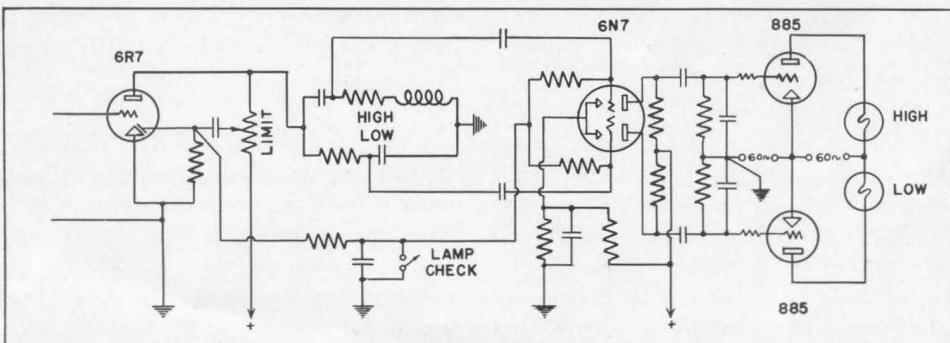 6R7
LIMIT
HIGH
LOW
LAMP
CHECK
+
6N7
+
885
60~
60~
HIGH
LOW
885